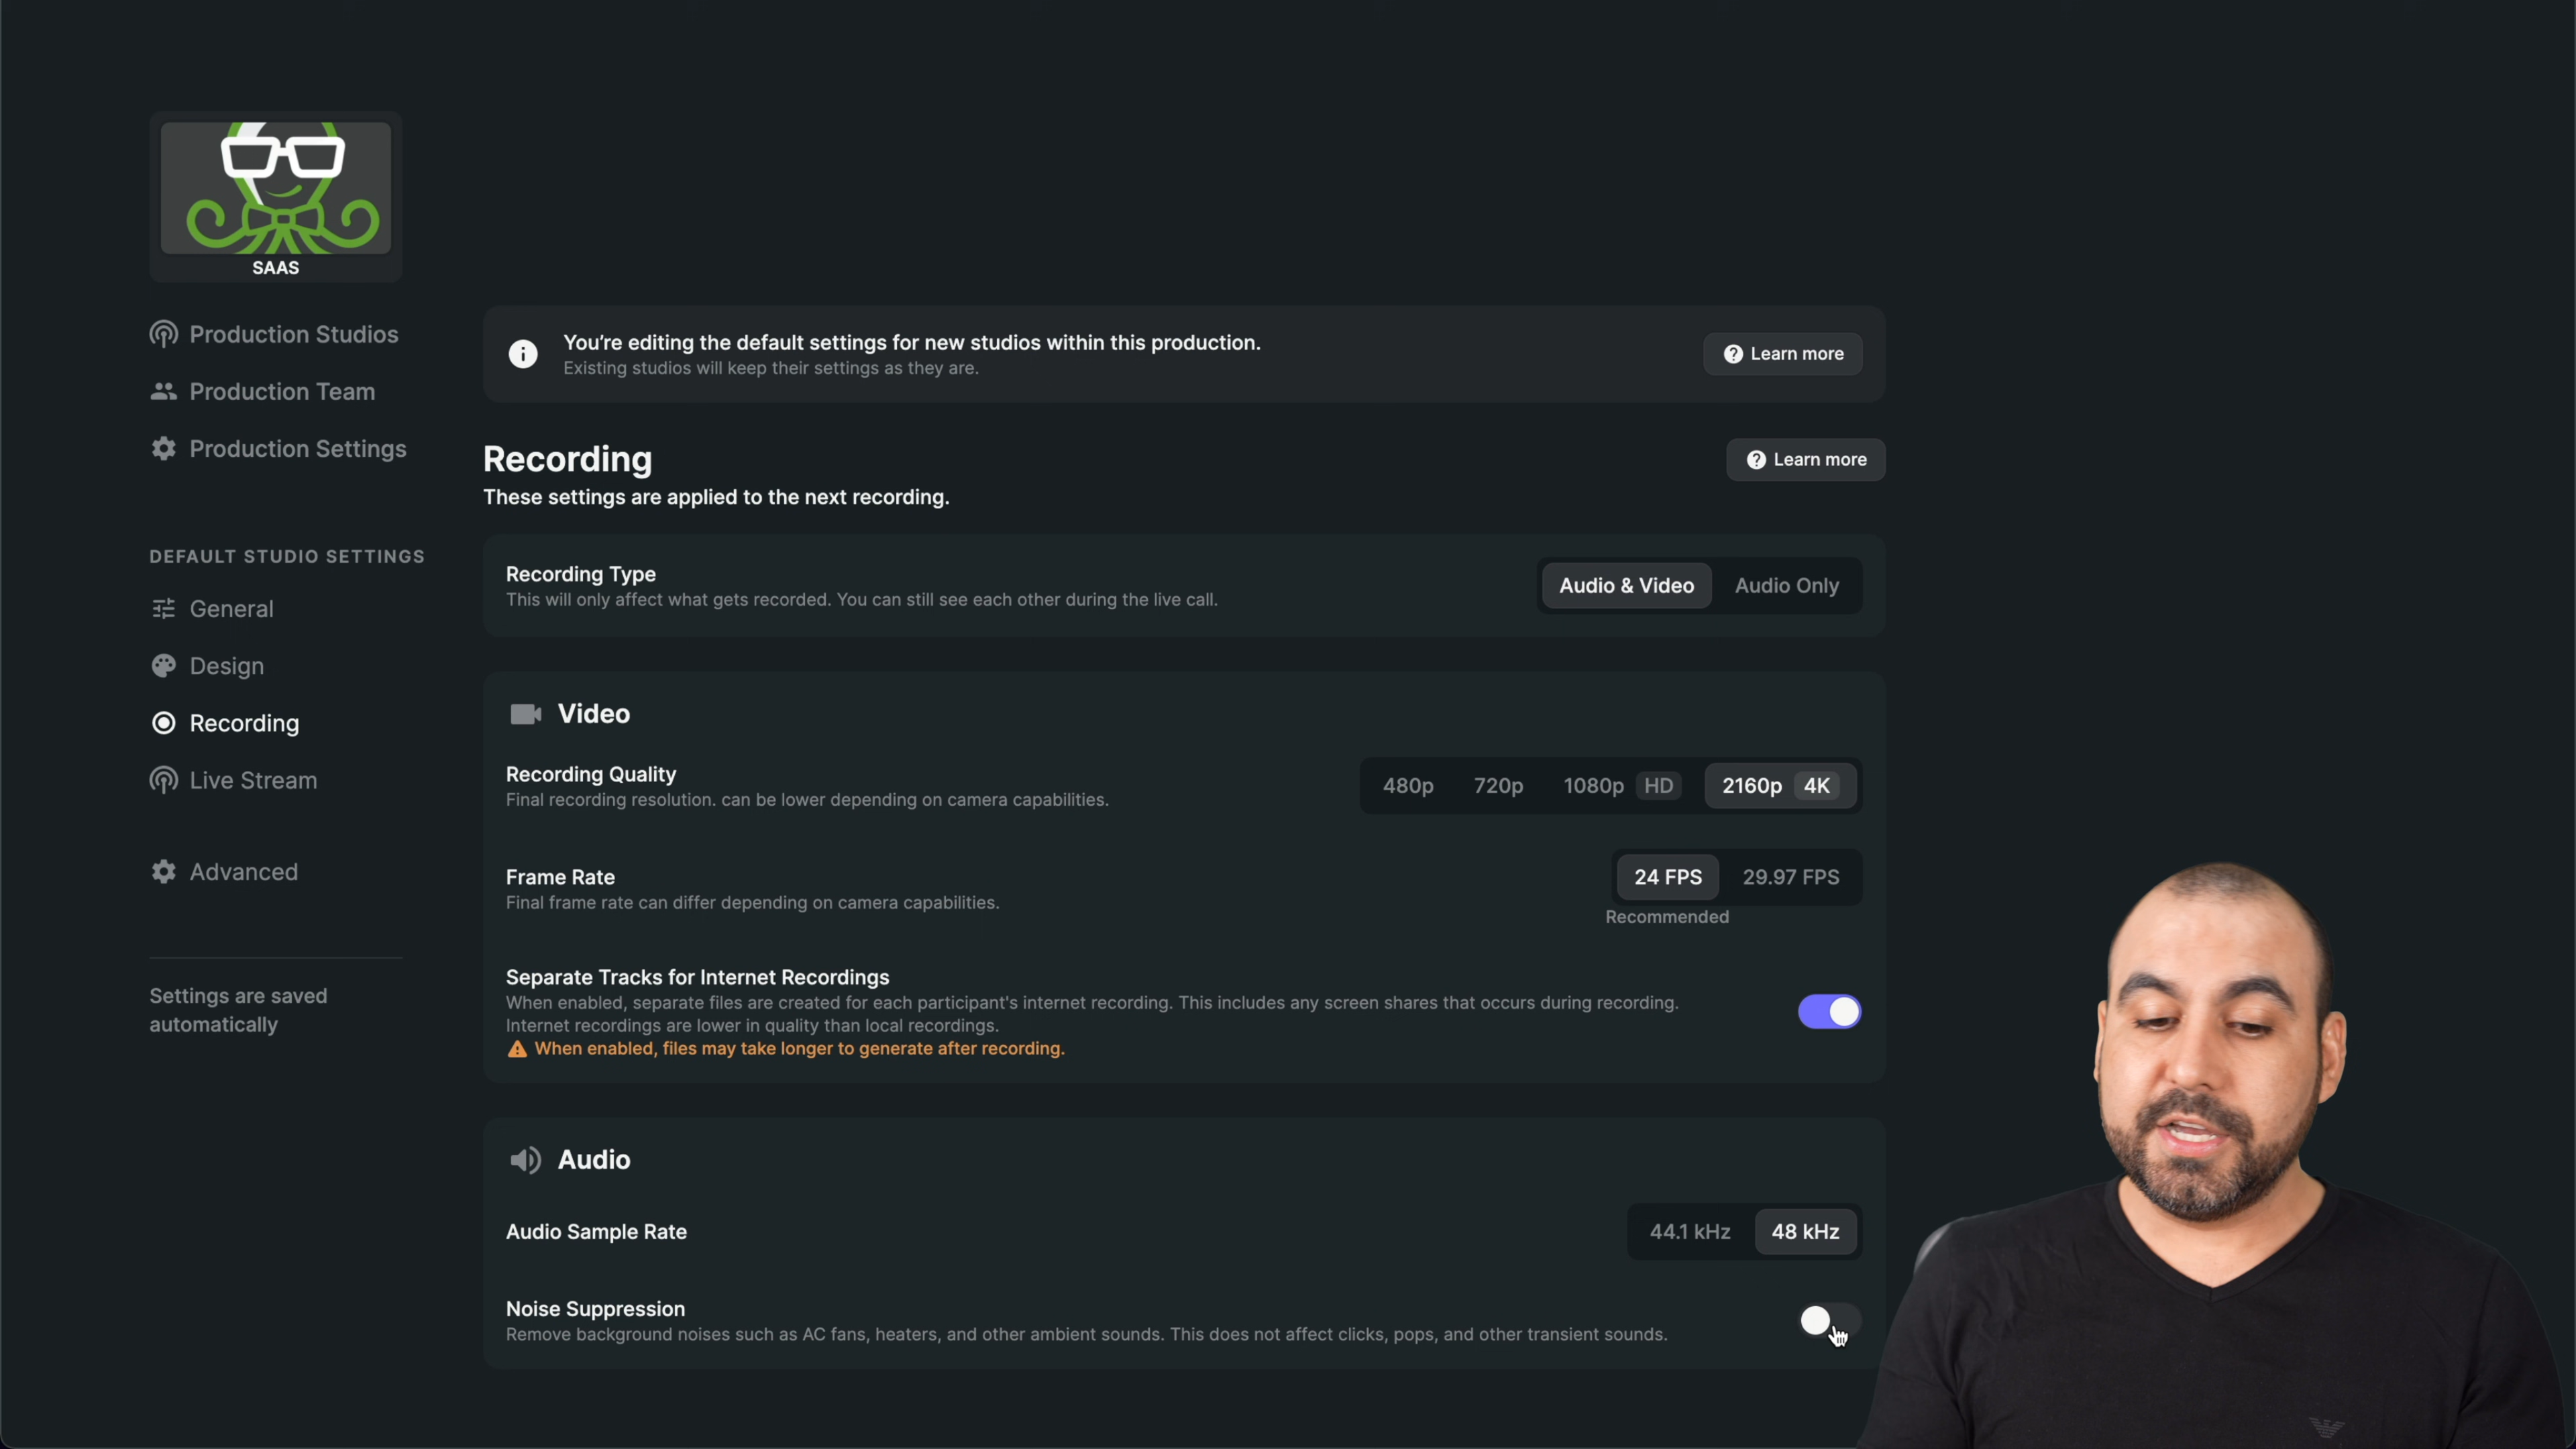 SAAS
Production Studios
Production Team
Production Settings
DEFAULT STUDIO SETTINGS
General
Design
Recording
Live Stream
Advanced
Settings are saved
automatically
You're editing the default settings for new studios within this production.
Existing studios will keep their settings as they are.
Learn more
Recording
Learn more
These settings are applied to the next recording.
Recording Type
This will only affect what gets recorded. You can still see each other during the live call.
Audio & Video Audio Only
Video
Recording Quality
Final recording resolution. can be lower depending on camera capabilities.
480p 720p 1080p HD 2160p 4K
Frame Rate
Final frame rate can differ depending on camera capabilities.
24 FPS 29.97 FPS
Recommended
Separate Tracks for Internet Recordings
When enabled, separate files are created for each participant's internet recording. This includes any screen shares that occurs during recording.
Internet recordings are lower in quality than local recordings.
When enabled, files may take longer to generate after recording.
Audio
Audio Sample Rate
44.1 kHz 48 kHz
Noise Suppression
Remove background noises such as AC fans, heaters, and other ambient sounds. This does not affect clicks, pops, and other transient sounds.